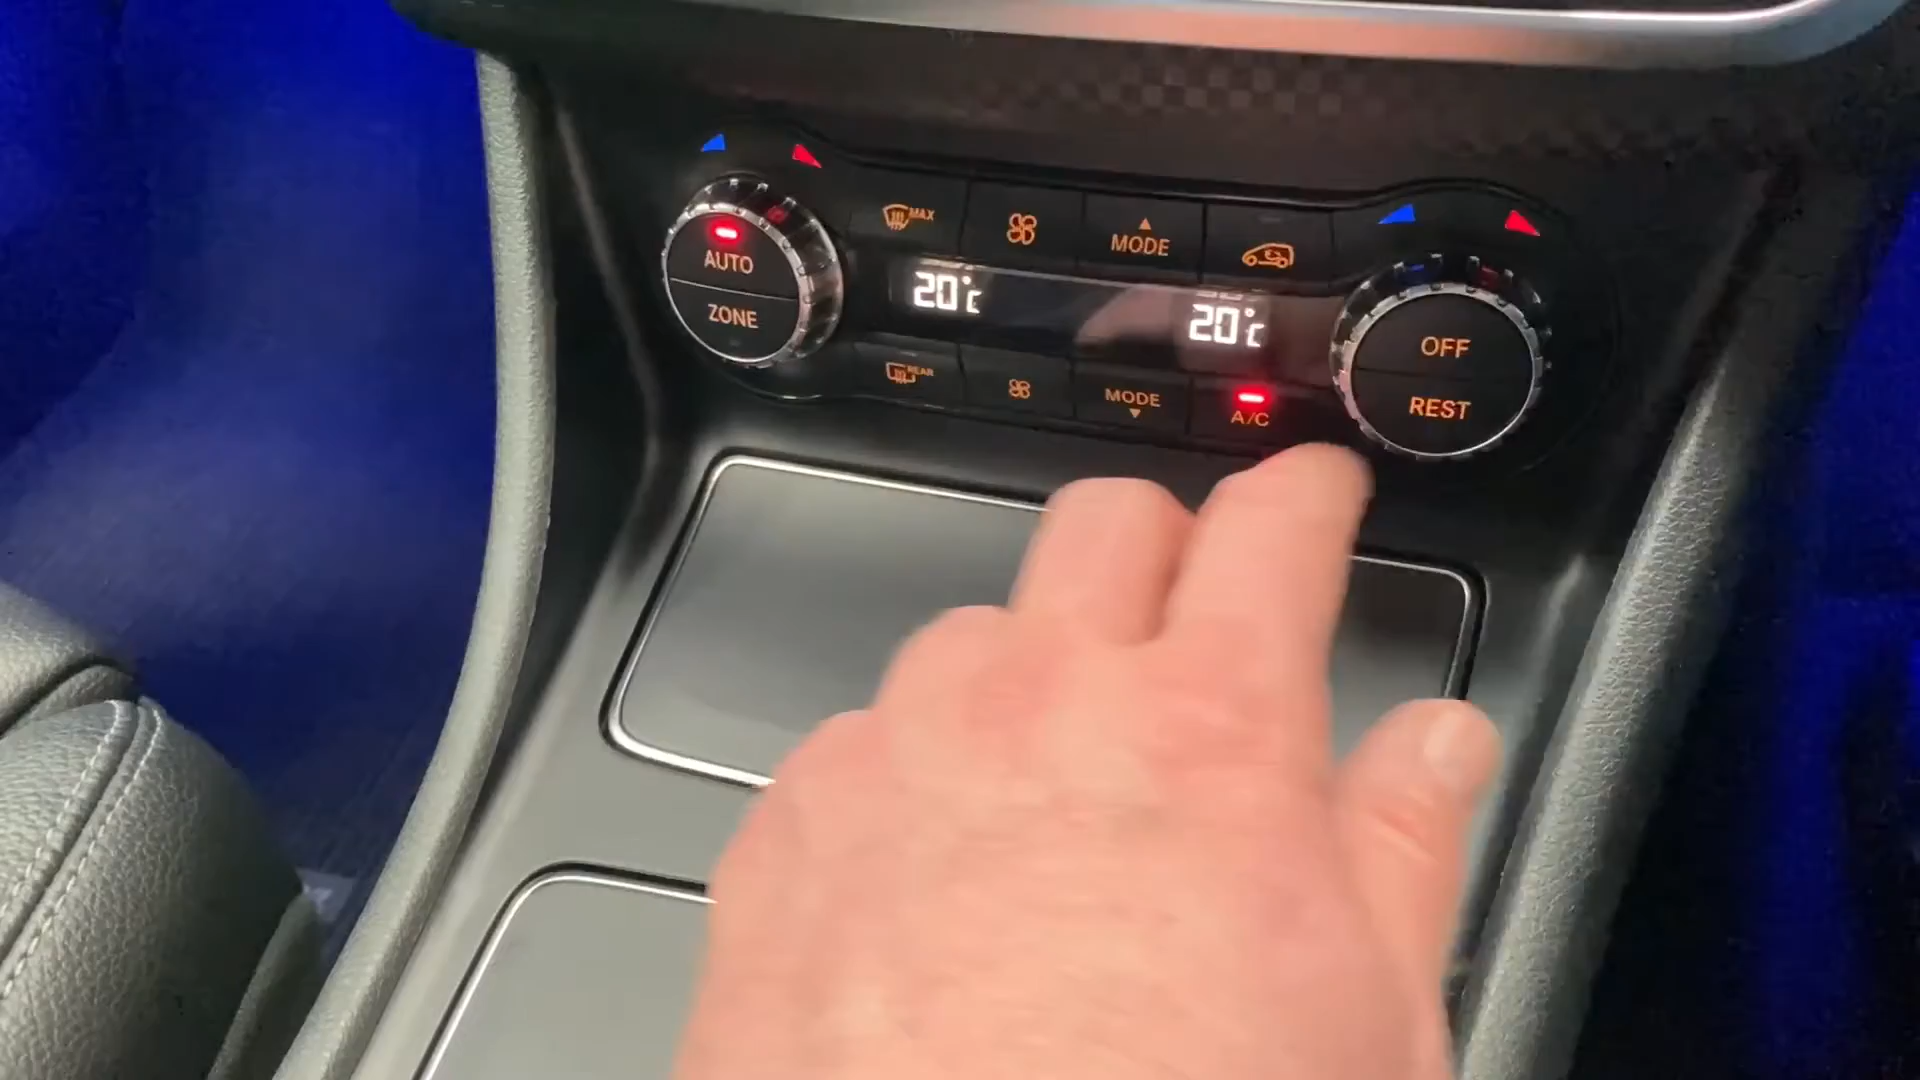 MAX
MODE
AUTO
ZONE
20°C
20°C
OFF
REST
REAR
MODE
A/C